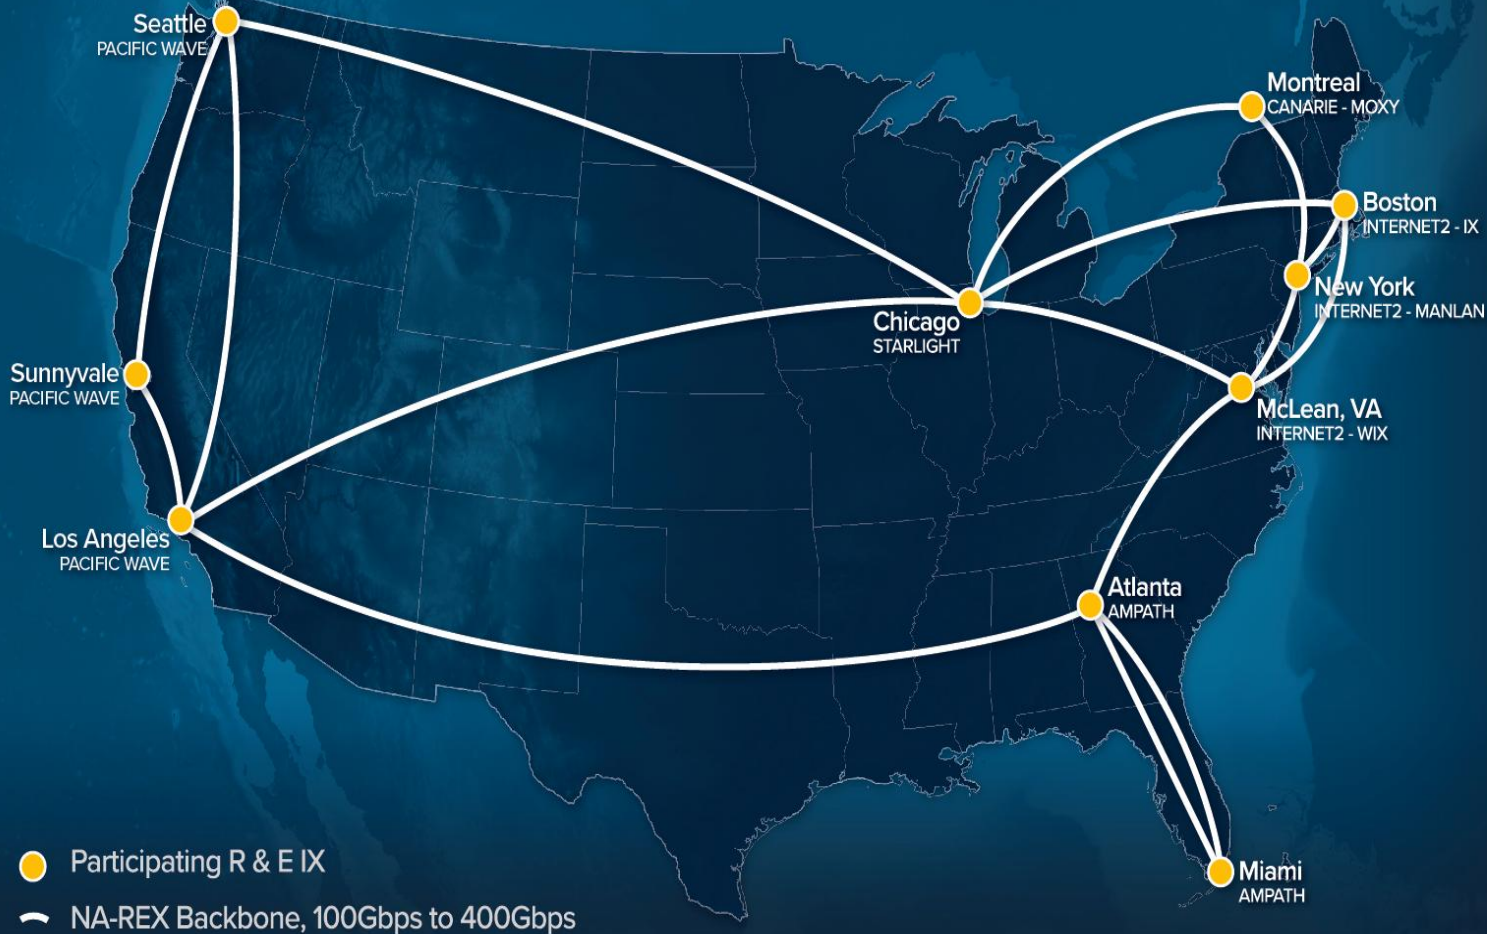 Seattle
PACIFIC WAVE
Montreal
CANARIE - MOXY
Boston
INTERNET2 - IX
New York
INTERNET2 - MANLAN
Chicago
STARLIGHT
Sunnyvale
PACIFIC WAVE
McLean, VA
INTERNET2 - WIX
Los Angeles
PACIFIC WAVE
Atlanta
AMPATH
Miami
AMPATH
Participating R & E IX
NA-REX Backbone, 100Gbps to 400Gbps